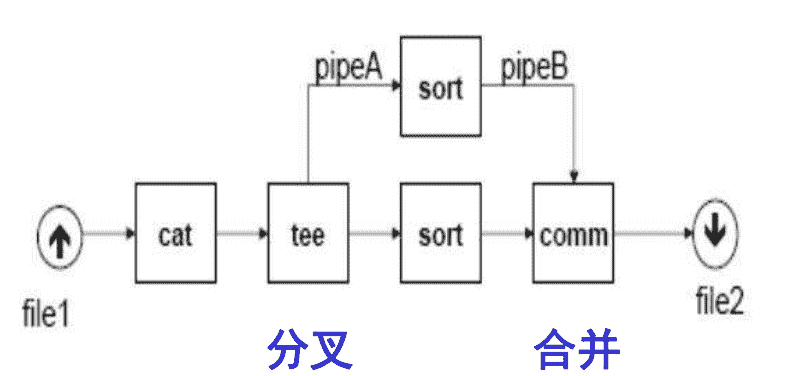 pipeA
sort
pipeB
cat
tee
sort
comm
file1
file2
分叉
合并